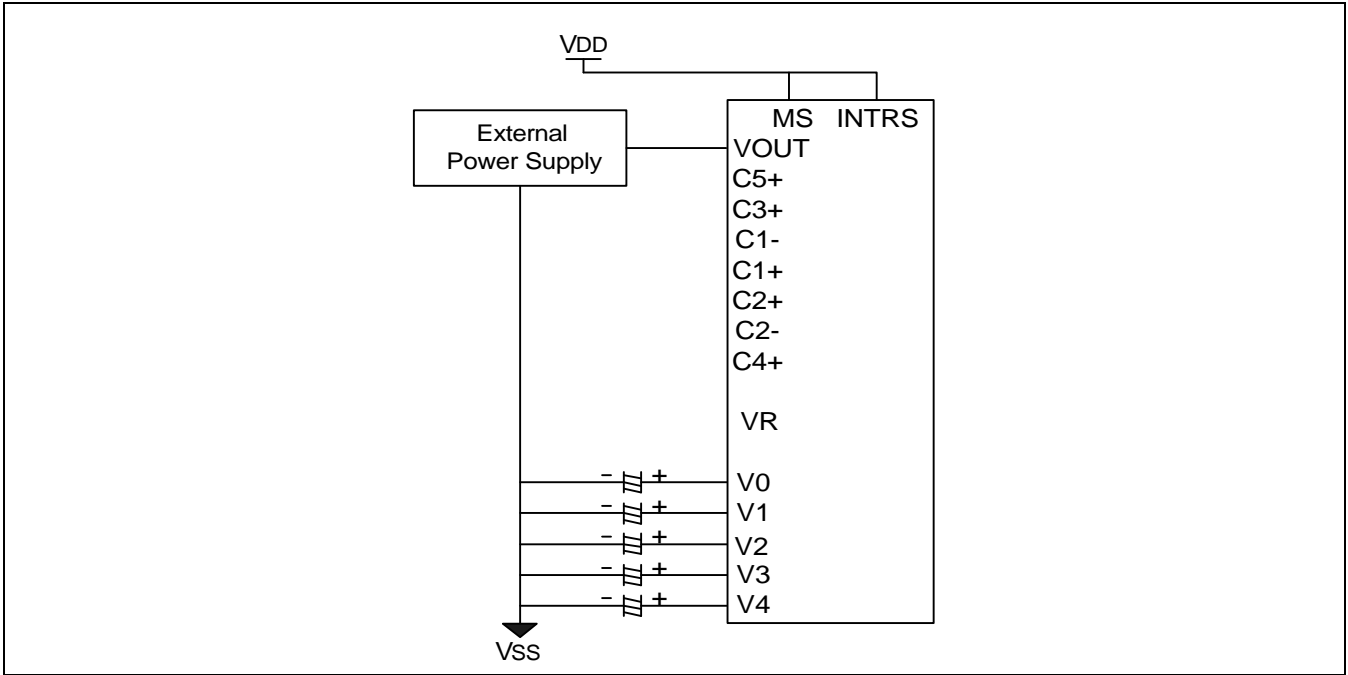 VDD
MS INTRS
External
Power Supply
VOUT
C5+
C3+
C1-
C1+
C2+
C2-
C4+
VR
- + V0
- + V1
- + V2
- + V3
- + V4
VSS